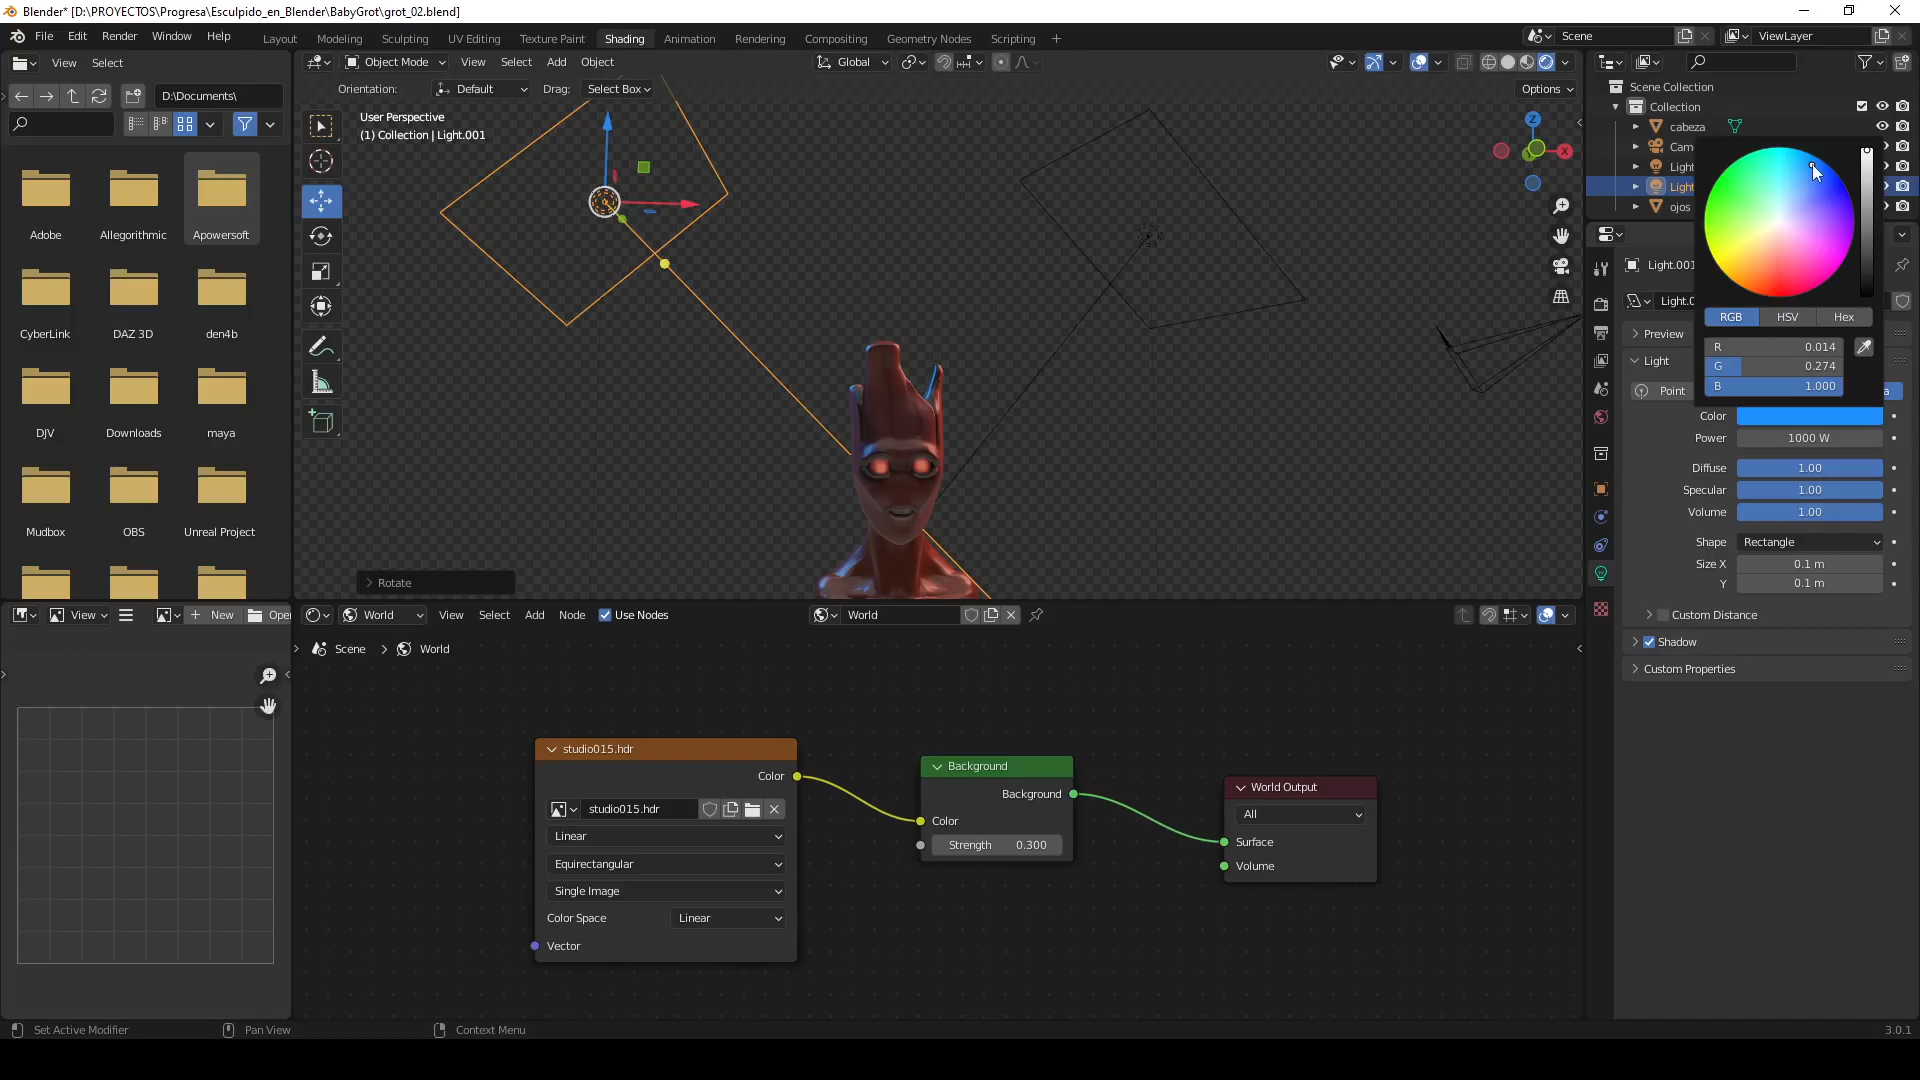 Blender* [D:\PROYECTOS\Progresa\Esculpido_en_Blender\BabyGrot\grot_02.blend]
File Edit Render Window Help Layout Modeling Sculpting UV Editing Texture Paint Shading Animation Rendering Compositing Geometry Nodes Scripting Scene ViewLayer
View Select
Object Mode View Select Add Object Global
D:\Documents\
Orientation: Default Drag: Select Box Options
Adobe Allegorithmic Apowersoft
CyberLink DAZ 3D den4b
DJV Downloads maya
Mudbox OBS Unreal Project
User Perspective
(1) Collection | Light.001
Z
X
Rotate
Scene Collection
Collection
cabeza
Cam
Light
Light
ojos
RGB HSV Hex
R 0.014
G 0.274
B 1.000
Light.001
Light.0
Preview
Light
Point a
Color
Power 1000 W
Diffuse 1.00
Specular 1.00
Volume 1.00
Shape Rectangle
Size X 0.1 m
Y 0.1 m
Custom Distance
Shadow
Custom Properties
View New Ope
World View Select Add Node Use Nodes World
Scene > World
studio015.hdr
Color
studio015.hdr
Linear
Equirectangular
Single Image
Color Space Linear
Vector
Background
Background
Color
Strength 0.300
World Output
All
Surface
Volume
Set Active Modifier Pan View Context Menu 3.0.1